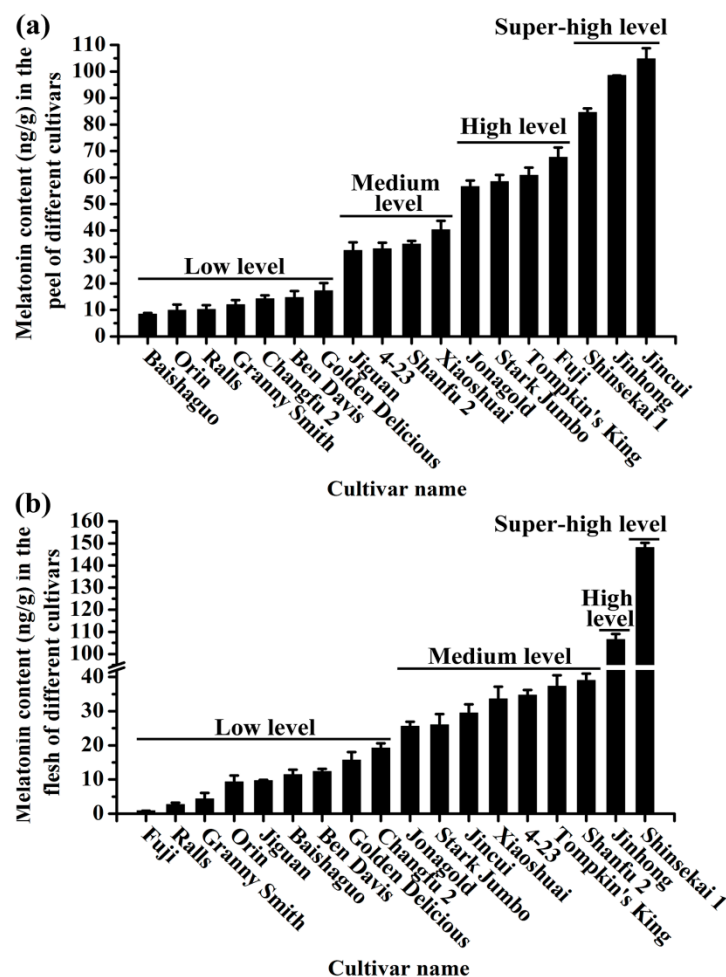 (a)
Melatonin content (ng/g) in the
peel of different cultivars
110
100
90
80
70
60
50
40
30
20
10
0
Low level
Medium
level
High level
Super-high level
Baishaguo
Orin
Ralls
Granny Smith
Changfu 2
Ben Davis
Golden Delicious
Jiguan
4-23
Shanfu 2
Xiaoshuai
Jonagold
Stark Jumbo
Tompkin's King
Fuji
Shinsekai 1
Jinhong
Jincui
Cultivar name
(b)
Melatonin content (ng/g) in the
flesh of different cultivars
160
150
140
130
120
110
100
40
30
20
10
0
Low level
Medium level
High
level
Super-high level
Fuji
Ralls
Granny Smith
Orin
Jiguan
Baishaguo
Ben Davis
Golden Delicious
Changfu 2
Jonagold
Stark Jumbo
Jincui
Xiaoshuai
4-23
Tompkin's King
Shanfu 2
Jinhong
Shinsekai 1
Cultivar name